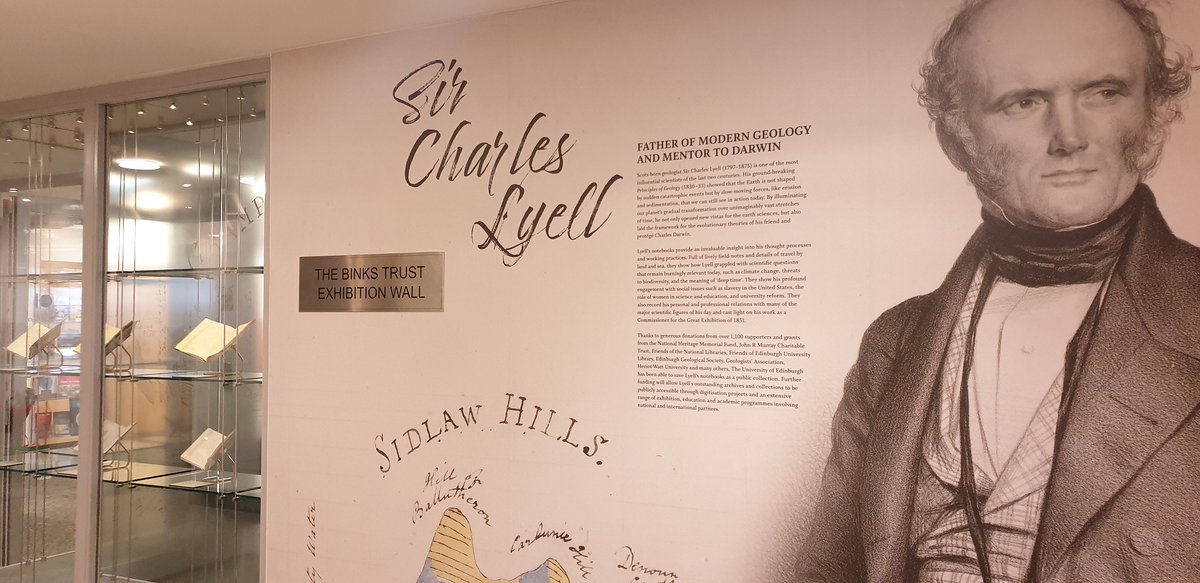 Sir
Charles
Lyell
THE BINKS TRUST
EXHIBITION WALL
FATHER OF MODERN GEOLOGY
AND MENTOR TO DARWIN
Scots-born geologist Sir Charles Lyell (1797–1875) is one of the most
influential scientists of the last two centuries. His ground-breaking
Principles of Geology (1830–33) showed that the Earth is not shaped
by sudden catastrophic events but by slow-moving forces, like erosion
and sedimentation, that we can still see in action today. By illuminating
our planet's gradual transformation over unimaginably vast stretches
of time, he not only opened new vistas for the earth sciences, but also
laid the framework for the evolutionary theories of his friend and
protégé Charles Darwin.
Lyell's notebooks provide an invaluable insight into his thought processes
and working practices. Full of lively field notes and details of travel by
land and sea, they show how Lyell grappled with scientific questions
that remain burningly relevant today, such as climate change, threats
to biodiversity, and the meaning of 'deep time'. They show his profound
engagement with social issues such as slavery in the United States, the
role of women in science and education, and university reform. They
also record his personal and professional relations with many of the
major scientific figures of his day and cast light on his work as a
Commissioner for the Great Exhibition of 1851.
Thanks to generous donations from over 1,100 supporters and grants
from the National Heritage Memorial Fund, John R Murray Charitable
Trust, Friends of the National Libraries, Friends of Edinburgh University
Library, Edinburgh Geological Society, Geologists' Association,
Heriot-Watt University and many others, The University of Edinburgh
has been able to save Lyell's notebooks as a public collection. Further
funding will allow Lyell's outstanding archives and collections to be
publicly accessible through digitisation projects and an extensive
range of exhibition, education and academic programmes involving
national and international partners.
SIDLAW HILLS.
Hill of
Hill
Water